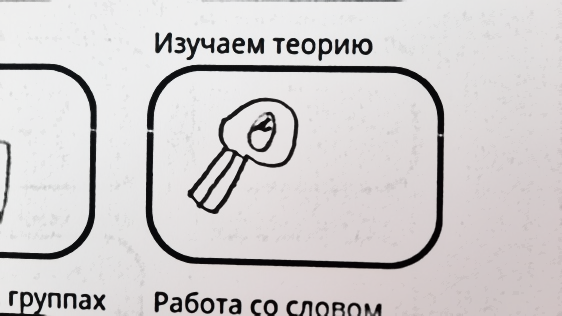 Изучаем теорию
группах
Работа со словом